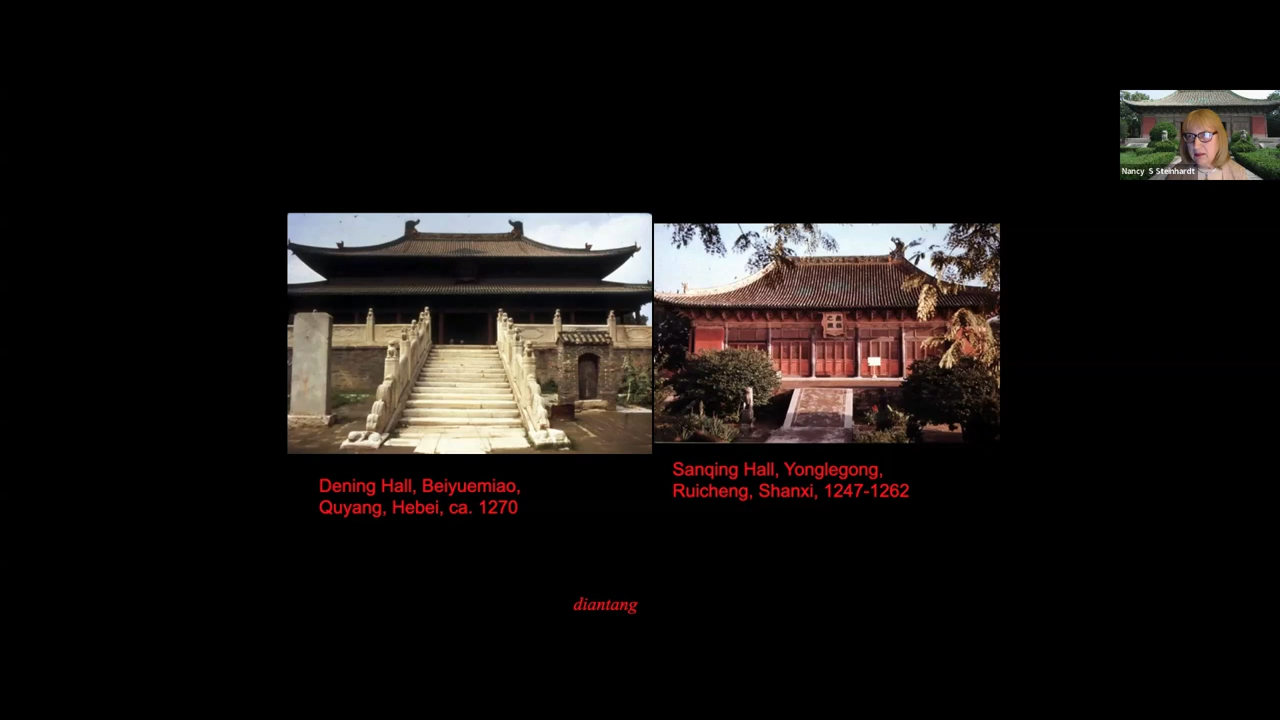 Nancy S Steinhardt
Dening Hall, Beiyuemiao,
Quyang, Hebei, ca. 1270
Sanqing Hall, Yonglegong,
Ruicheng, Shanxi, 1247-1262
diantang